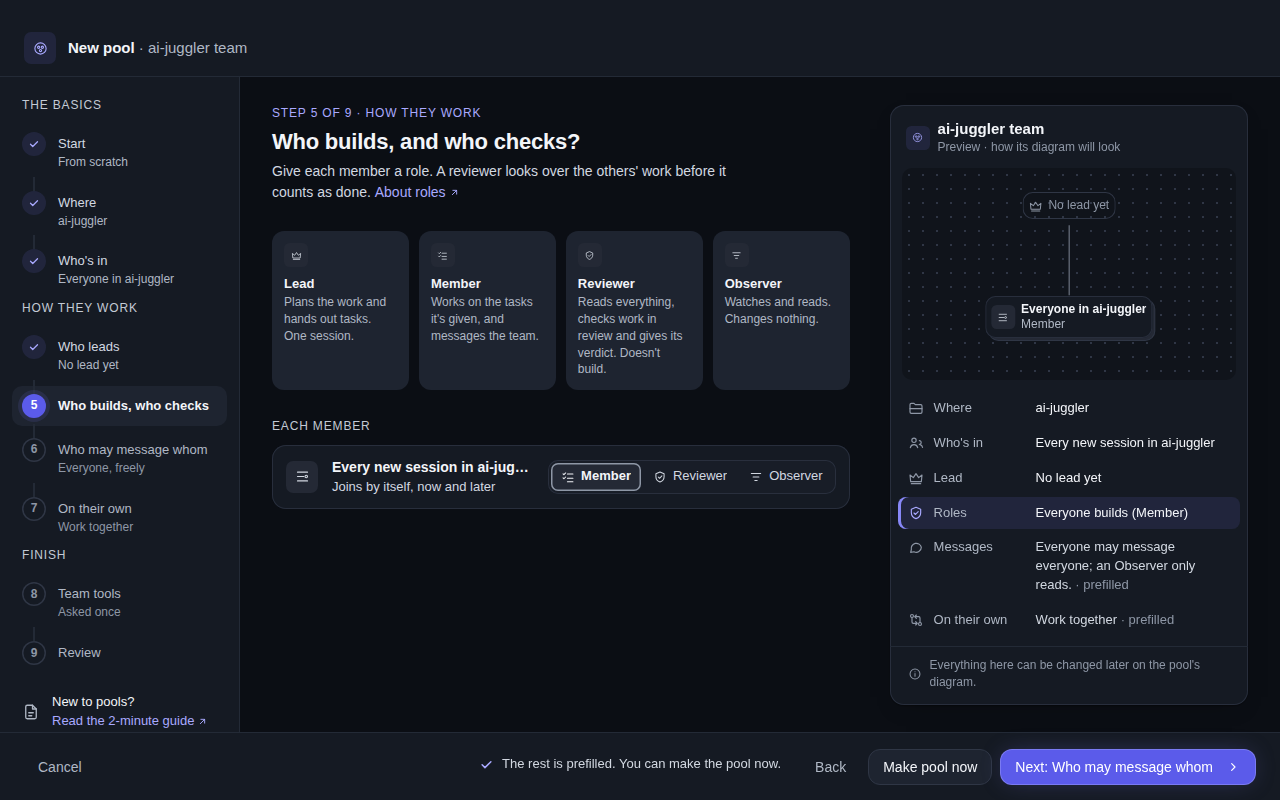 New pool · ai-juggler team
THE BASICS
Start
From scratch
Where
ai-juggler
Who's in
Everyone in ai-juggler
HOW THEY WORK
Who leads
No lead yet
5 Who builds, who checks
6 Who may message whom
Everyone, freely
7 On their own
Work together
FINISH
8 Team tools
Asked once
9 Review
New to pools?
Read the 2-minute guide
STEP 5 OF 9 · HOW THEY WORK
Who builds, and who checks?
Give each member a role. A reviewer looks over the others' work before it
counts as done. About roles
Lead
Plans the work and
hands out tasks.
One session.
Member
Works on the tasks
it's given, and
messages the team.
Reviewer
Reads everything,
checks work in
review and gives its
verdict. Doesn't
build.
Observer
Watches and reads.
Changes nothing.
EACH MEMBER
Every new session in ai-jug…
Joins by itself, now and later
Member Reviewer Observer
ai-juggler team
Preview · how its diagram will look
No lead yet
Everyone in ai-juggler
Member
Where ai-juggler
Who's in Every new session in ai-juggler
Lead No lead yet
Roles Everyone builds (Member)
Messages Everyone may message
everyone; an Observer only
reads. · prefilled
On their own Work together · prefilled
Everything here can be changed later on the pool's
diagram.
Cancel
The rest is prefilled. You can make the pool now.
Back
Make pool now
Next: Who may message whom